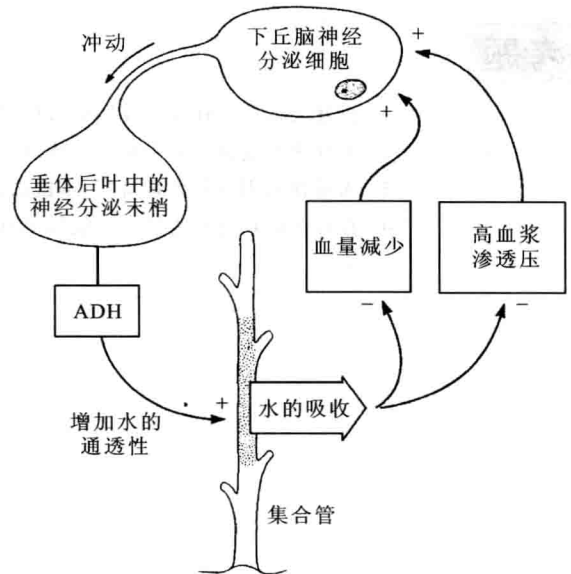 冲动
下丘脑神经
分泌细胞
+
+
垂体后叶中的
神经分泌末梢
血量减少
高血浆
渗透压
−
−
ADH
+
水的吸收
增加水的
通透性
集合管